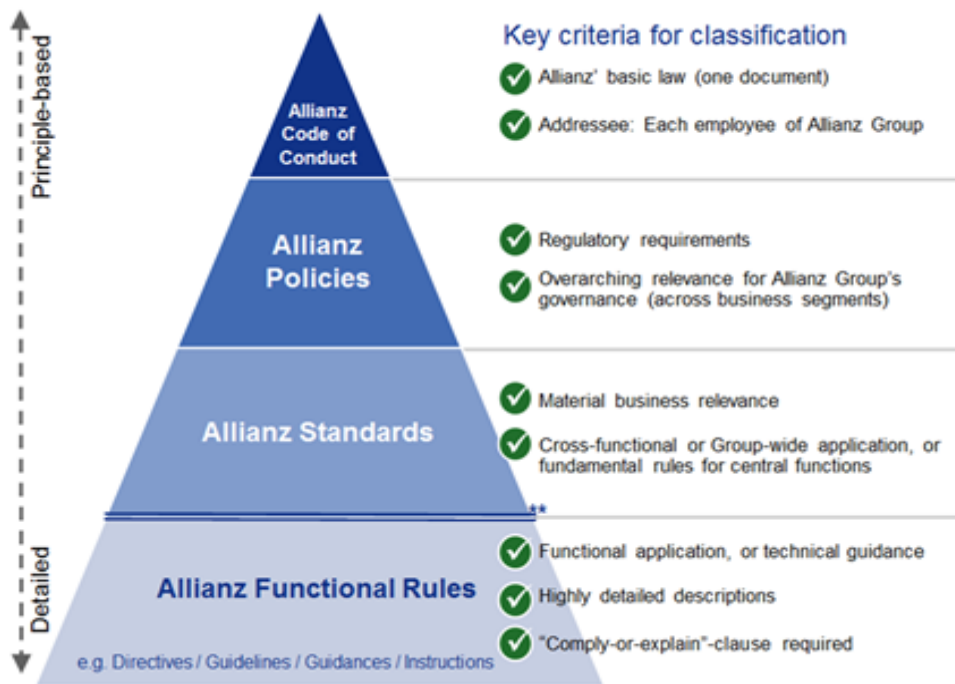 Principle-based
Detailed
Allianz
Code of
Conduct
Key criteria for classification
Allianz' basic law (one document)
Addressee: Each employee of Allianz Group
Allianz
Policies
Regulatory requirements
Overarching relevance for Allianz Group's
governance (across business segments)
Allianz Standards
Material business relevance
Cross-functional or Group-wide application, or
fundamental rules for central functions
**
Allianz Functional Rules
e.g. Directives / Guidelines / Guidances / Instructions
Functional application, or technical guidance
Highly detailed descriptions
"Comply-or-explain"-clause required